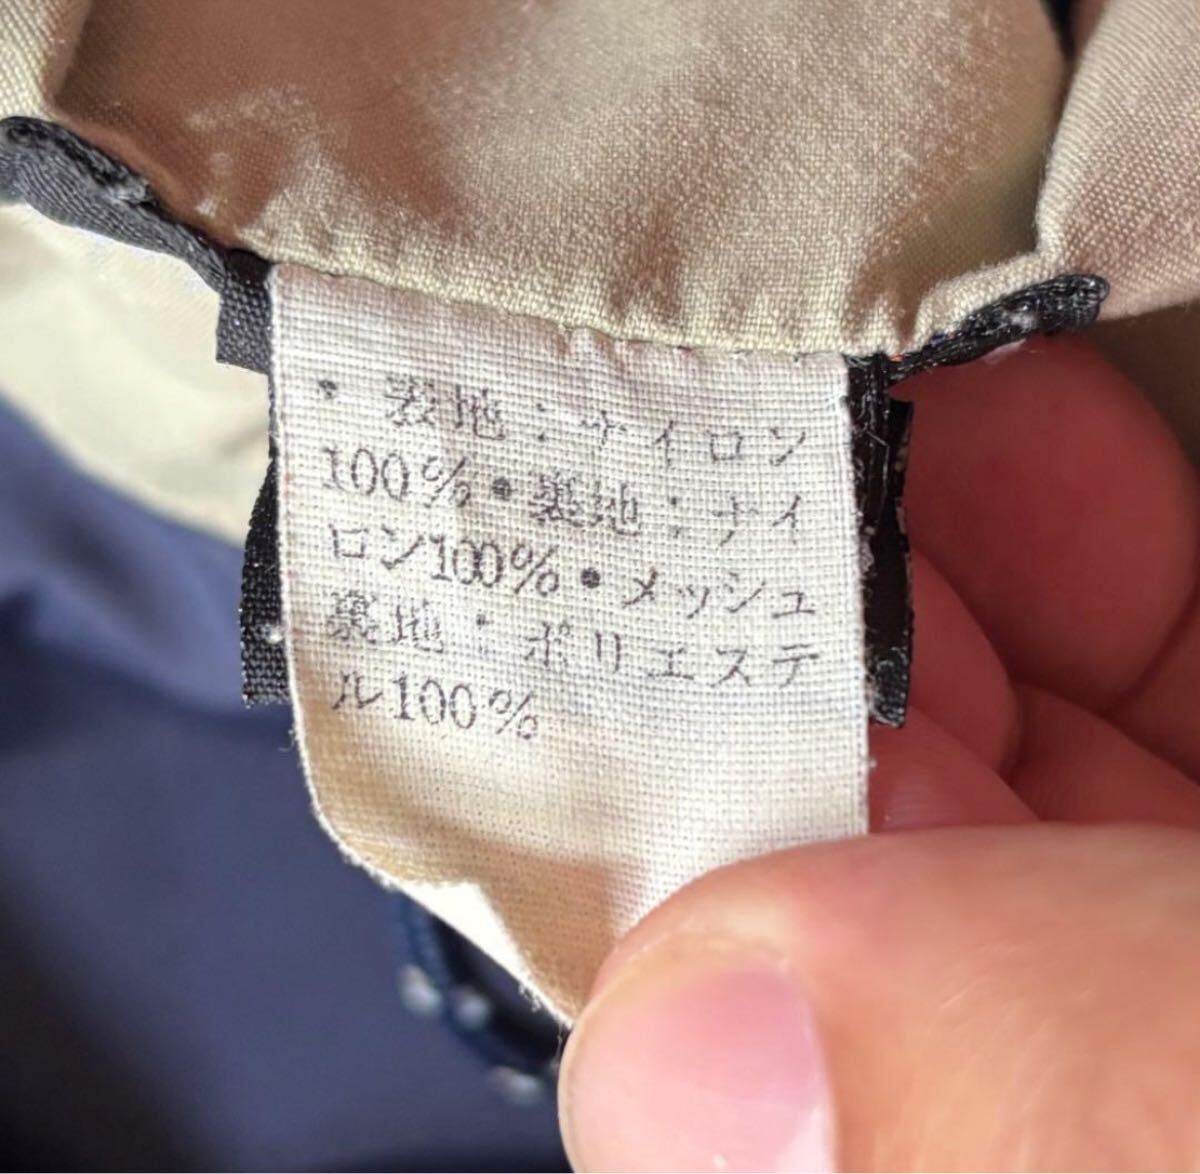 ・表地:ナイロン
100%・裏地:ナイ
ロン100%・メッシュ
裏地:ポリエステ
ル100%